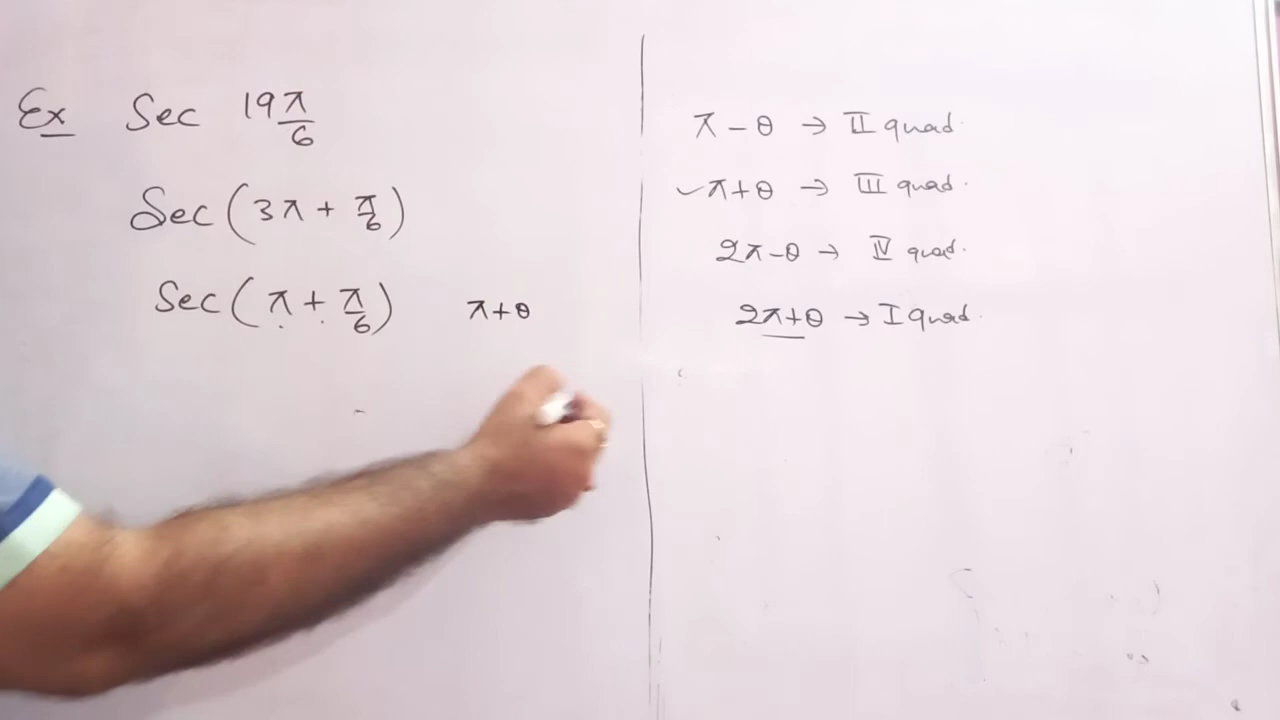 Ex Sec 19π/6
Sec(3π + π/6)
Sec(π + π/6) π+θ
π-θ → II quad.
✓π+θ → III quad.
2π-θ → IV quad.
2π+θ → I quad.